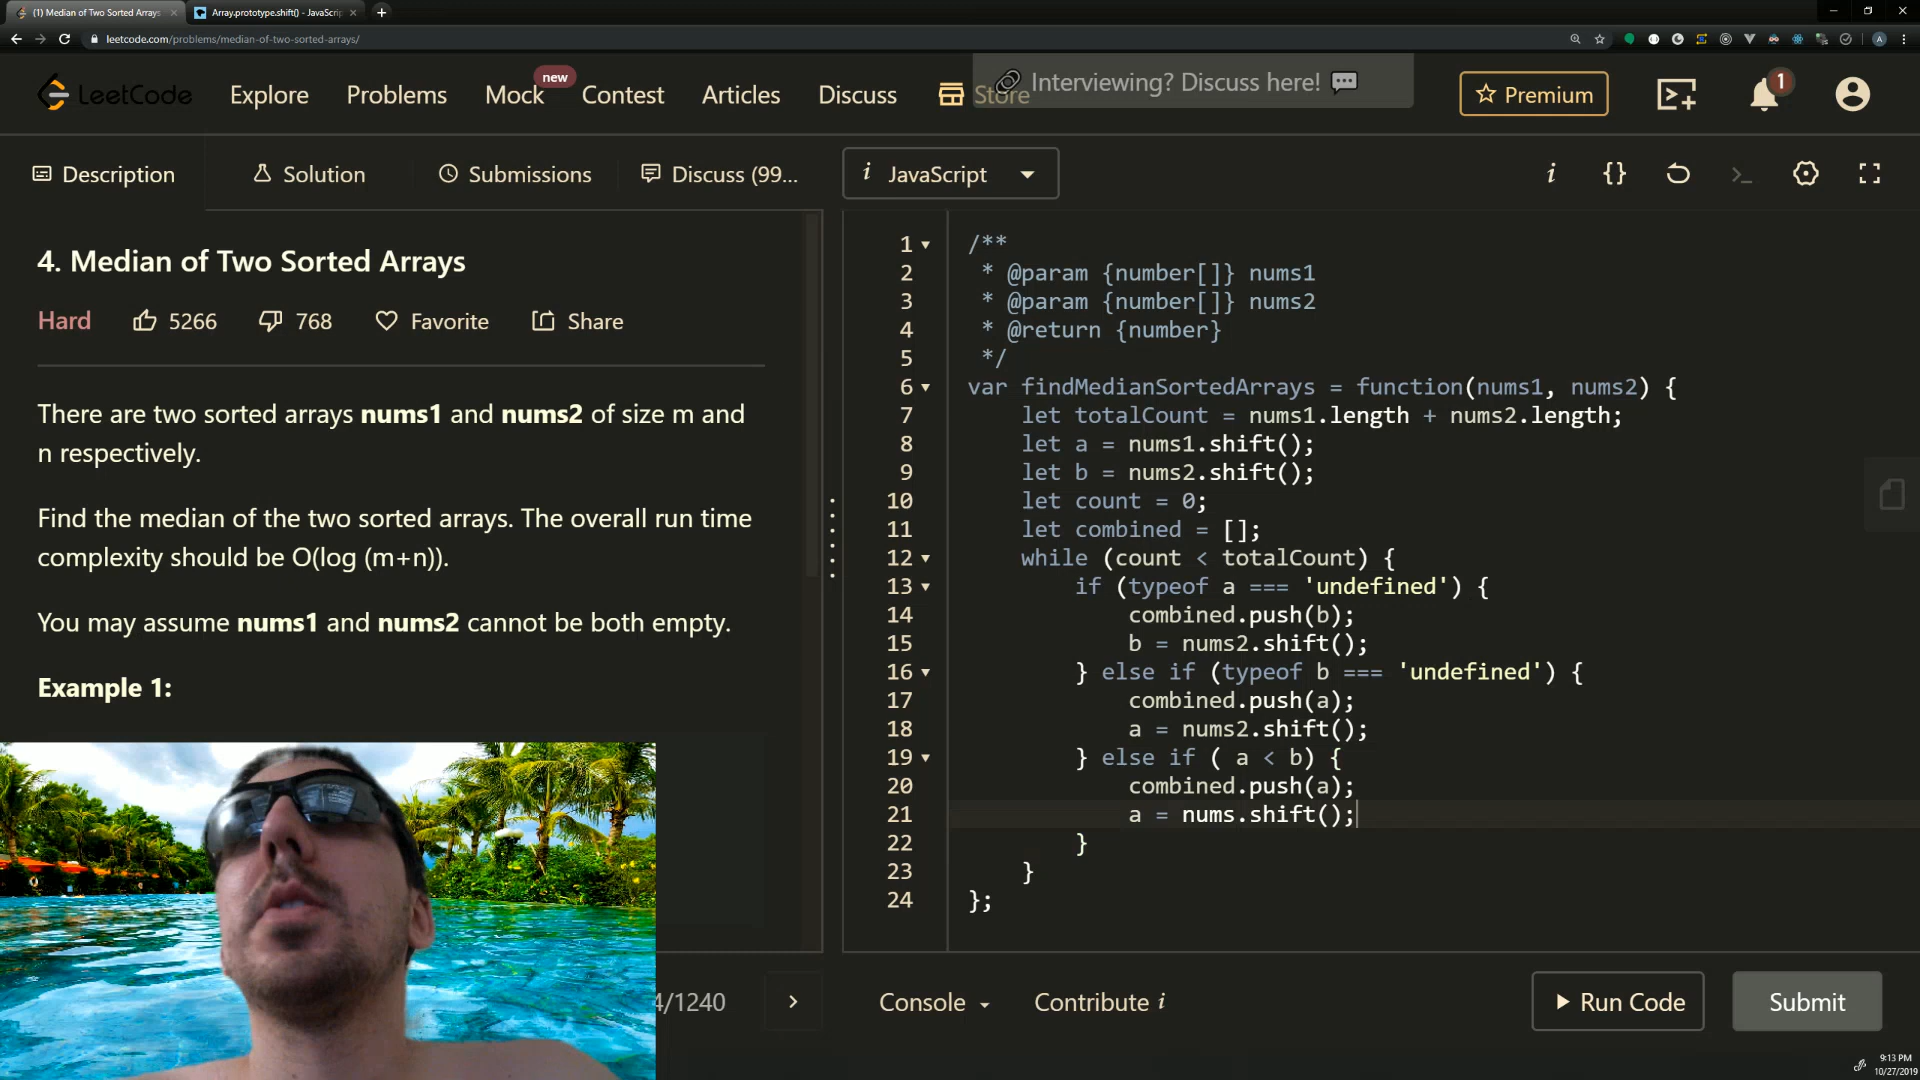 (1) Median of Two Sorted Arrays
Array.prototype.shift() - JavaScrip
leetcode.com/problems/median-of-two-sorted-arrays/
LeetCode
Explore
Problems
Mock
new
Contest
Articles
Discuss
Store
Interviewing? Discuss here!
Premium
1
Description
Solution
Submissions
Discuss (99...
i JavaScript
4. Median of Two Sorted Arrays
Hard
5266
768
Favorite
Share
There are two sorted arrays nums1 and nums2 of size m and
n respectively.
Find the median of the two sorted arrays. The overall run time
complexity should be O(log (m+n)).
You may assume nums1 and nums2 cannot be both empty.
Example 1:
4/1240
1 /**
2 * @param {number[]} nums1
3 * @param {number[]} nums2
4 * @return {number}
5 */
6 var findMedianSortedArrays = function(nums1, nums2) {
7 let totalCount = nums1.length + nums2.length;
8 let a = nums1.shift();
9 let b = nums2.shift();
10 let count = 0;
11 let combined = [];
12 while (count < totalCount) {
13 if (typeof a === 'undefined') {
14 combined.push(b);
15 b = nums2.shift();
16 } else if (typeof b === 'undefined') {
17 combined.push(a);
18 a = nums2.shift();
19 } else if ( a < b) {
20 combined.push(a);
21 a = nums.shift();
22 }
23 }
24 };
Console
Contribute i
Run Code
Submit
9:13 PM
10/27/2019